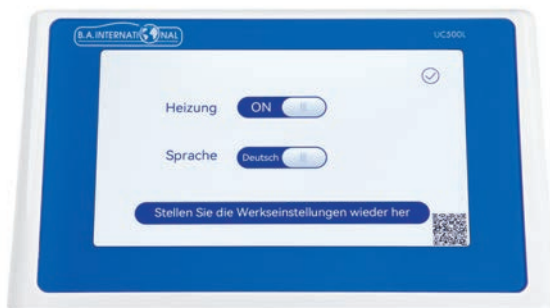 B.A. INTERNATIONAL
UC500L
Heizung ON
Sprache Deutsch
Stellen Sie die Werkseinstellungen wieder her